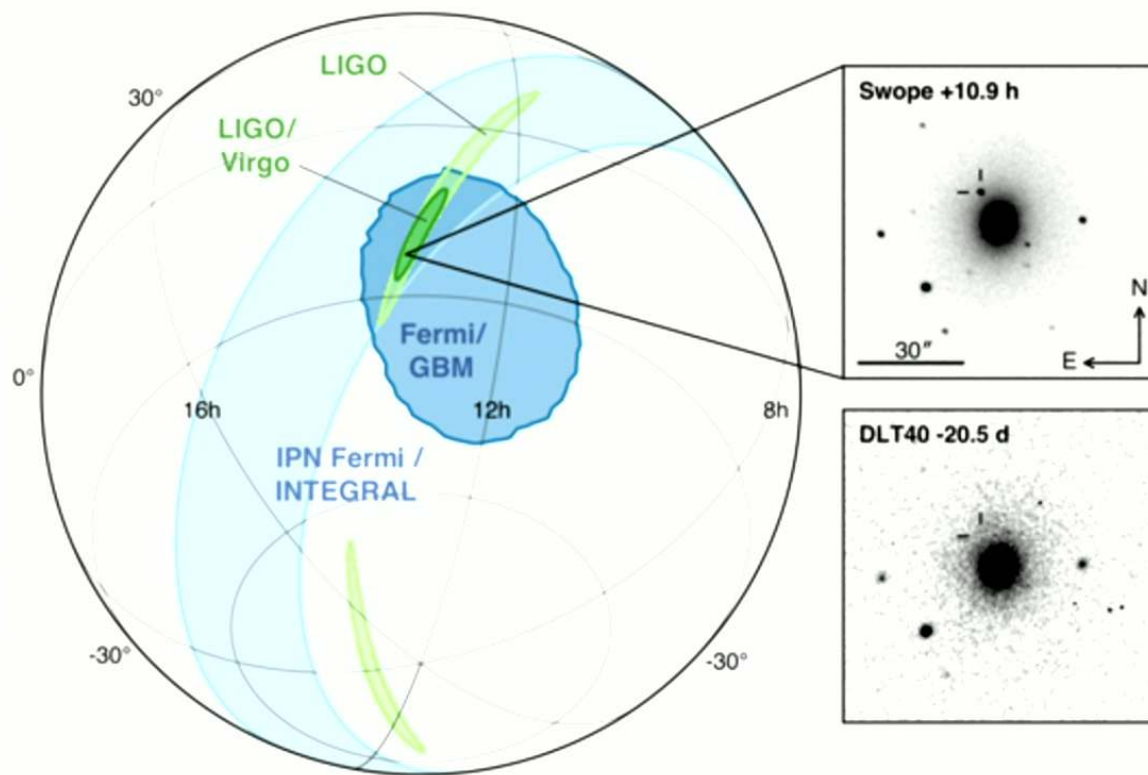 LIGO
30°
LIGO/
Virgo
Fermi/
GBM
0°
16h
12h
8h
IPN Fermi /
INTEGRAL
-30°
-30°
Swope +10.9 h
N
30"
E
DLT40 -20.5 d